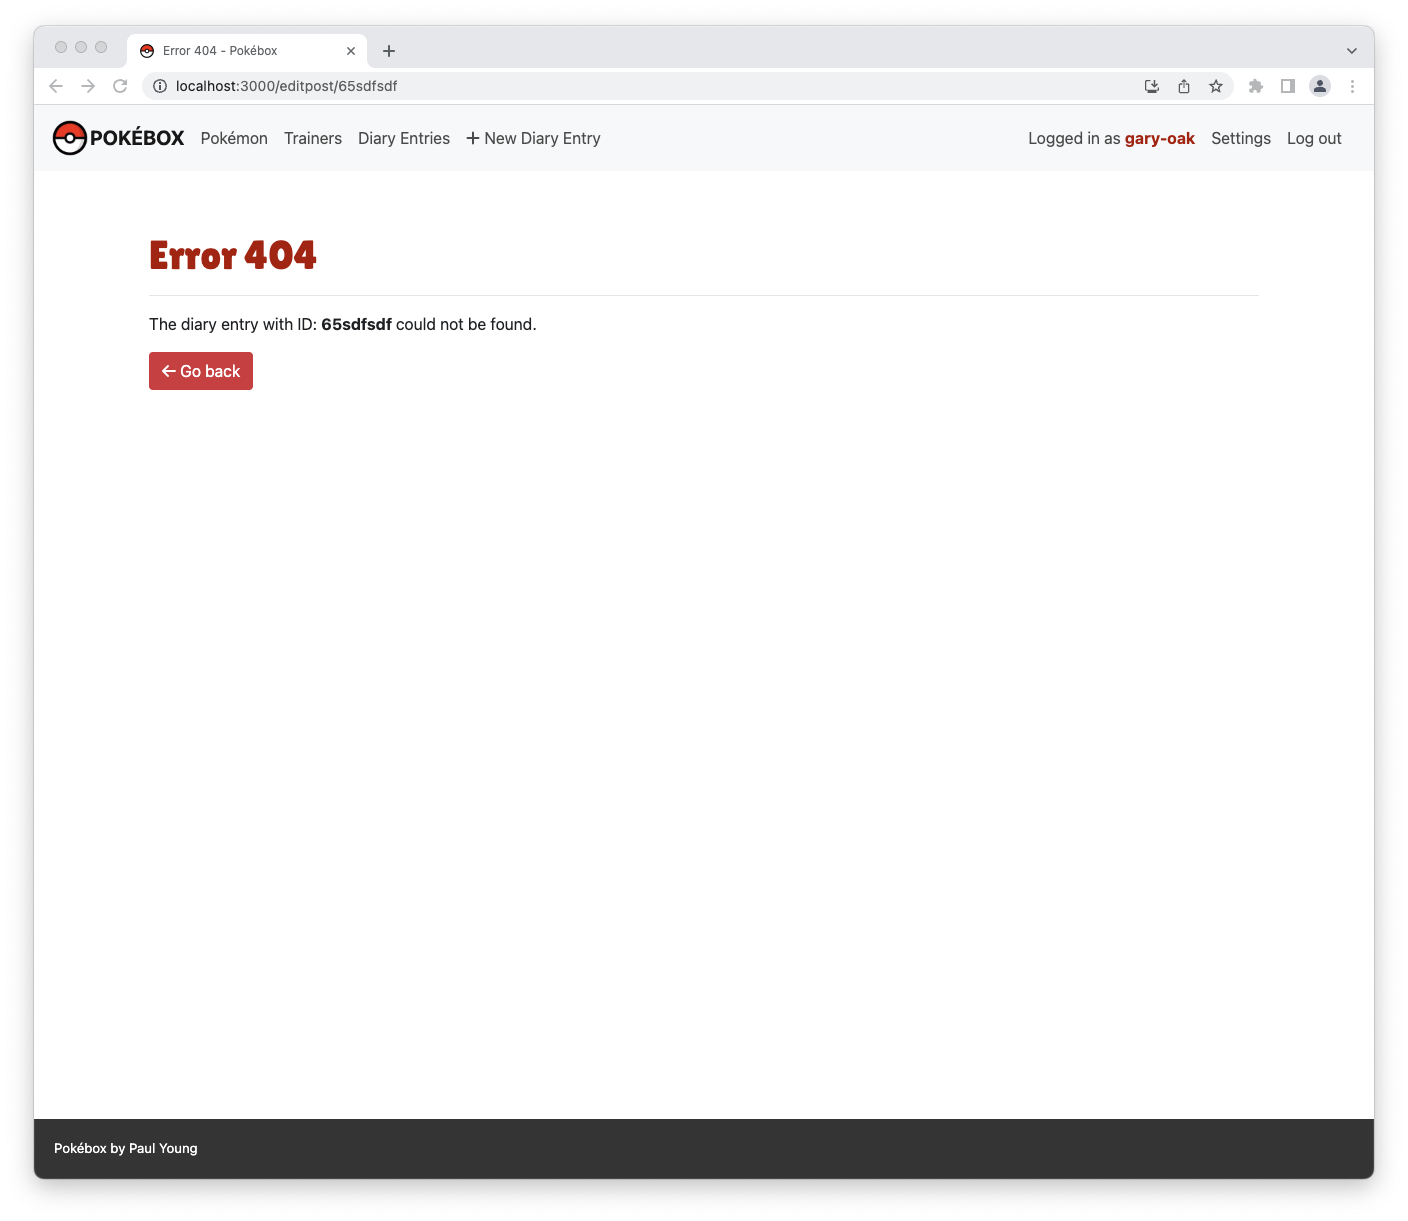 Error 404 - Pokébox
localhost:3000/editpost/65sdfsdf
POKÉBOX Pokémon Trainers Diary Entries + New Diary Entry Logged in as gary-oak Settings Log out
Error 404
The diary entry with ID: 65sdfsdf could not be found.
← Go back
Pokébox by Paul Young